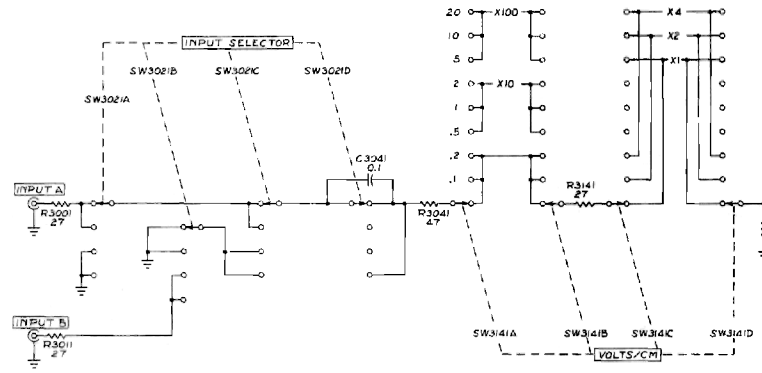 20
X100
X4
10
X2
5
X1
INPUT SELECTOR
SW3021A
SW3021B
SW3021C
SW3021D
2
X10
1
.5
.2
.1
C3041
0.1
INPUT A
R3001
27
R3041
47
R3141
27
INPUT B
R3011
27
SW3141A
SW3141B
SW3141C
SW3141D
VOLTS/CM